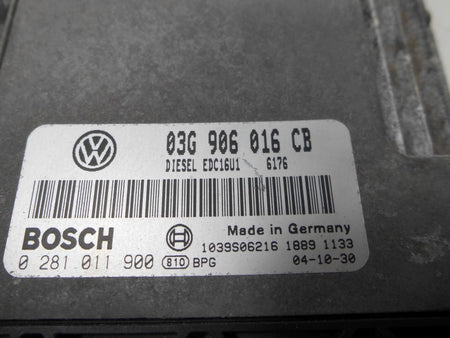 VW 03G 906 016 CB
DIESEL EDC16U1 6176
BOSCH Made in Germany
1039S06216 1889 1133
0 281 011 900 810 BPG 04-10-30